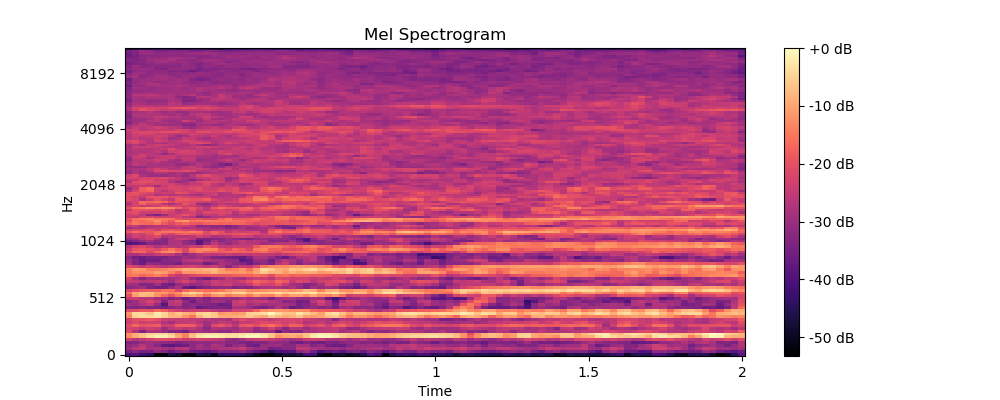 Mel Spectrogram
8192
4096
2048
1024
512
0
Hz
0
0.5
1
1.5
2
Time
+0 dB
-10 dB
-20 dB
-30 dB
-40 dB
-50 dB